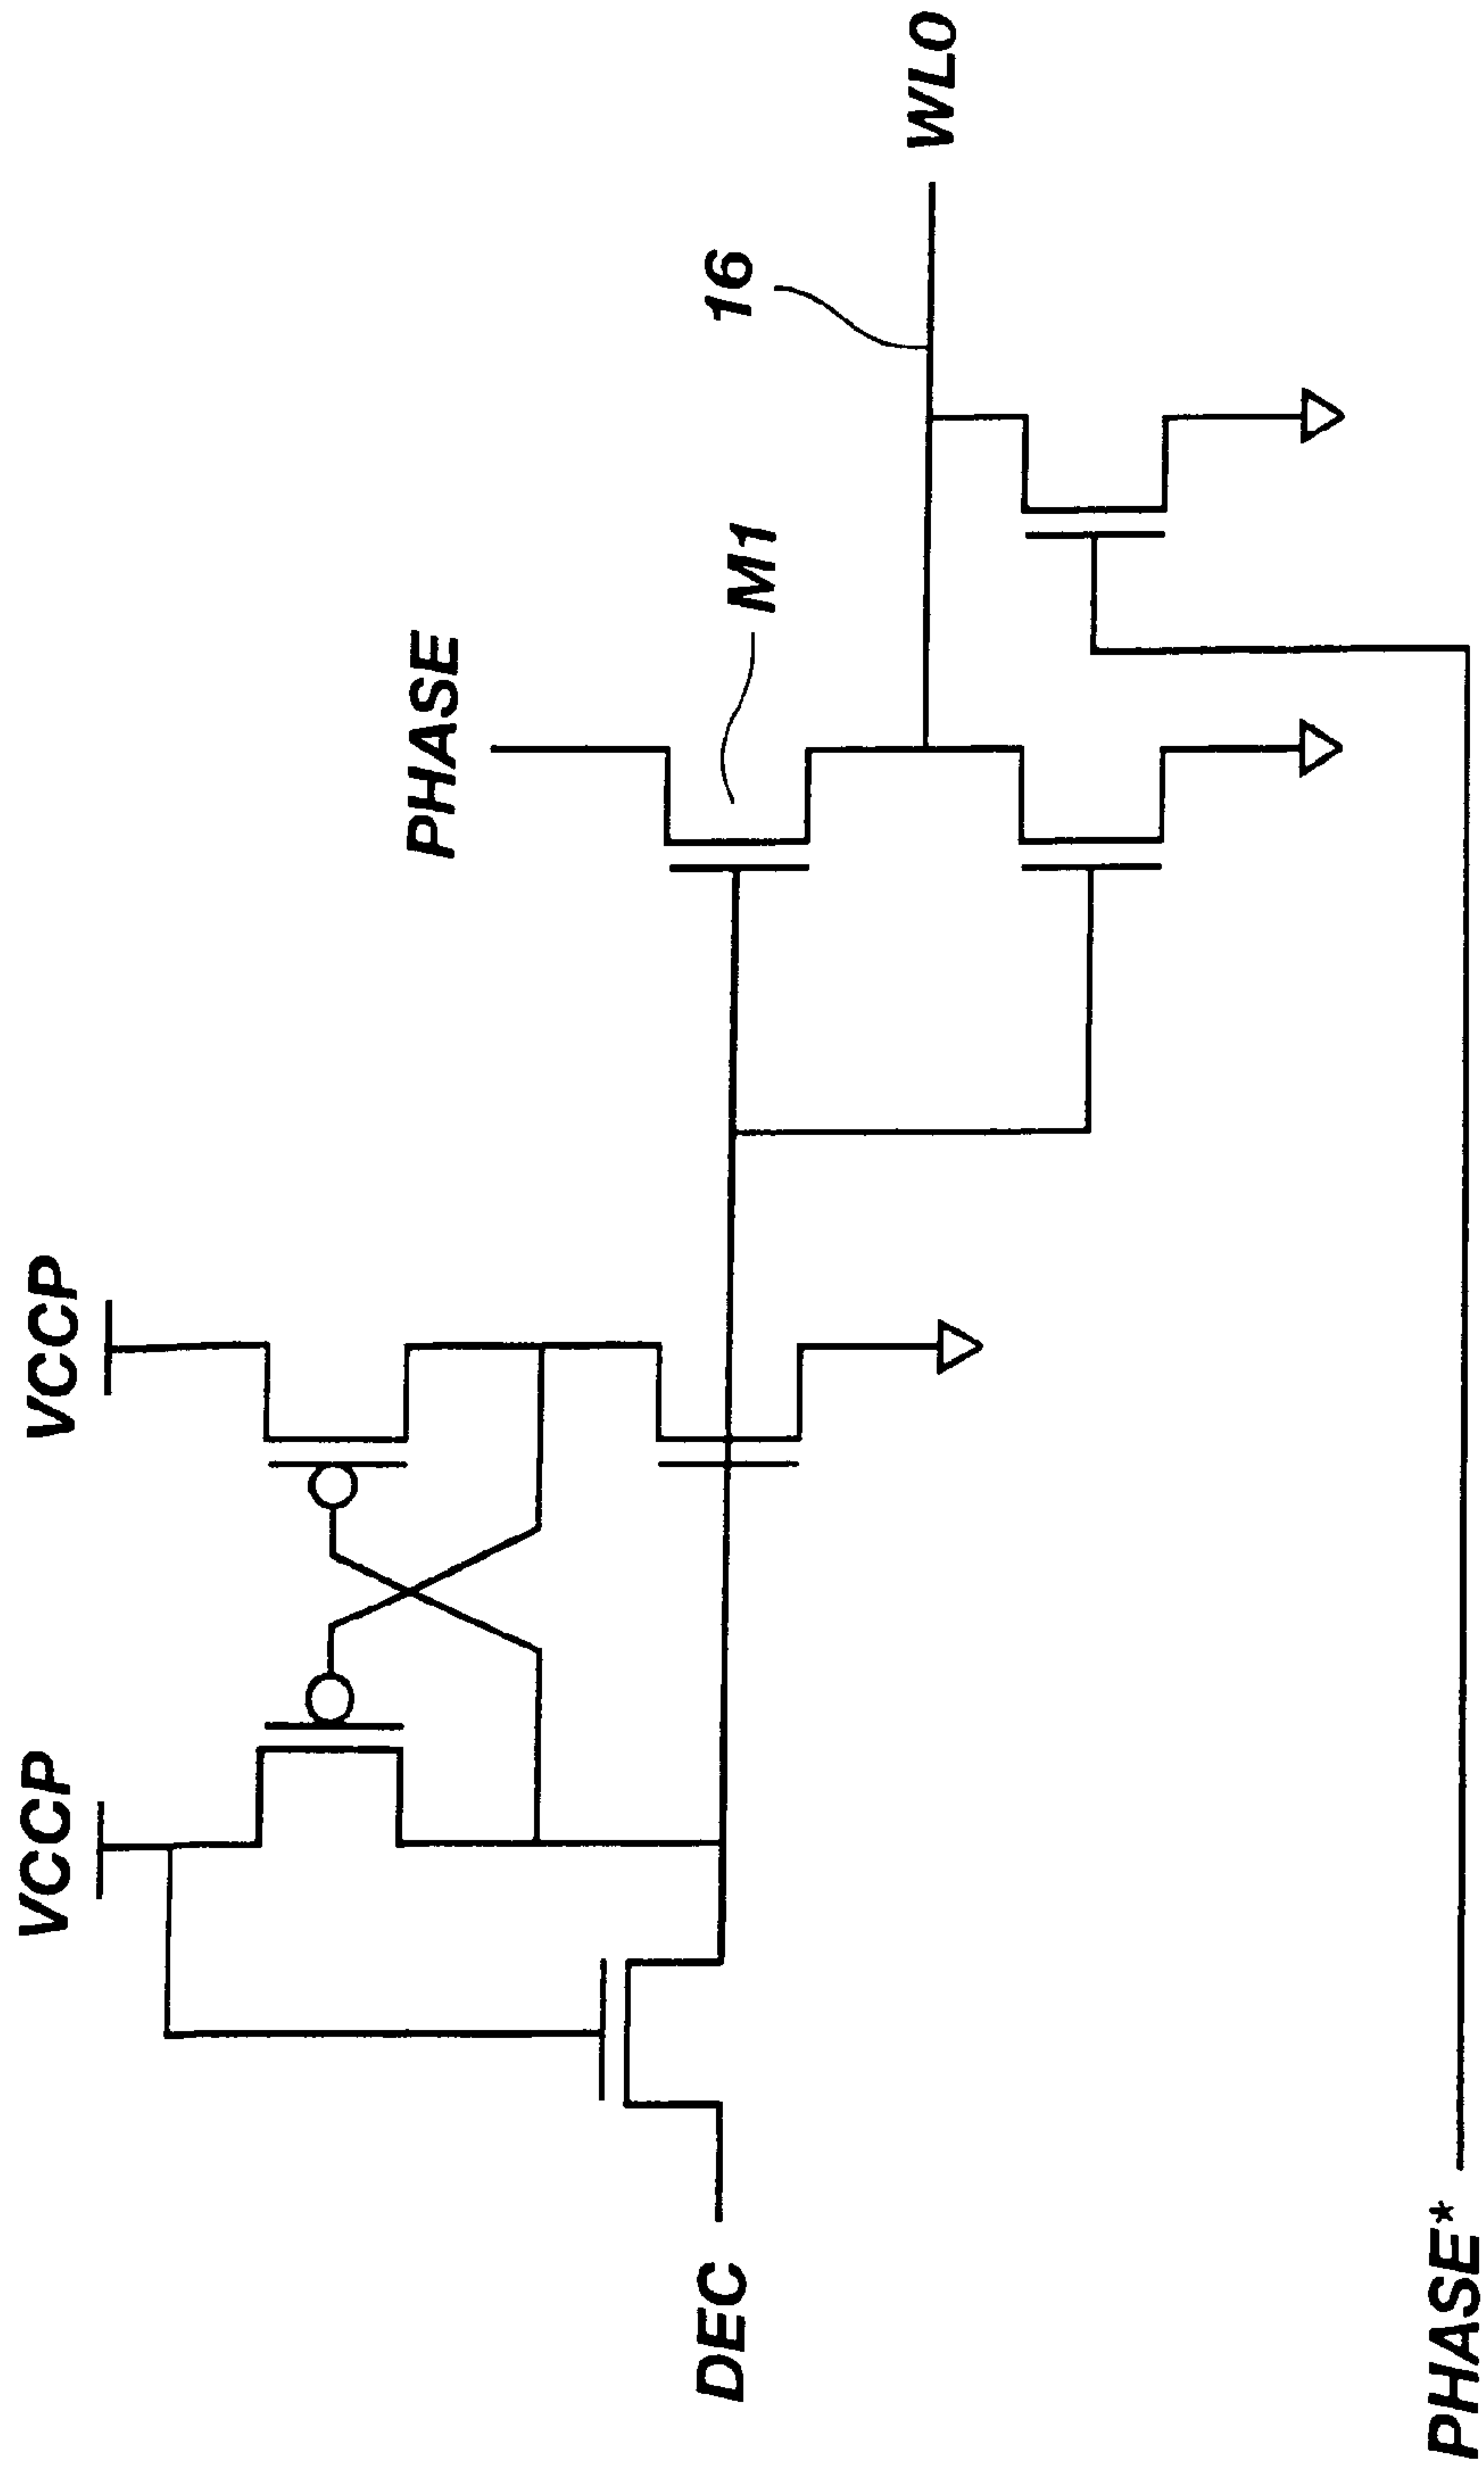 VCCP
VCCP
PHASE
M1
16
WL0
DEC
PHASE*